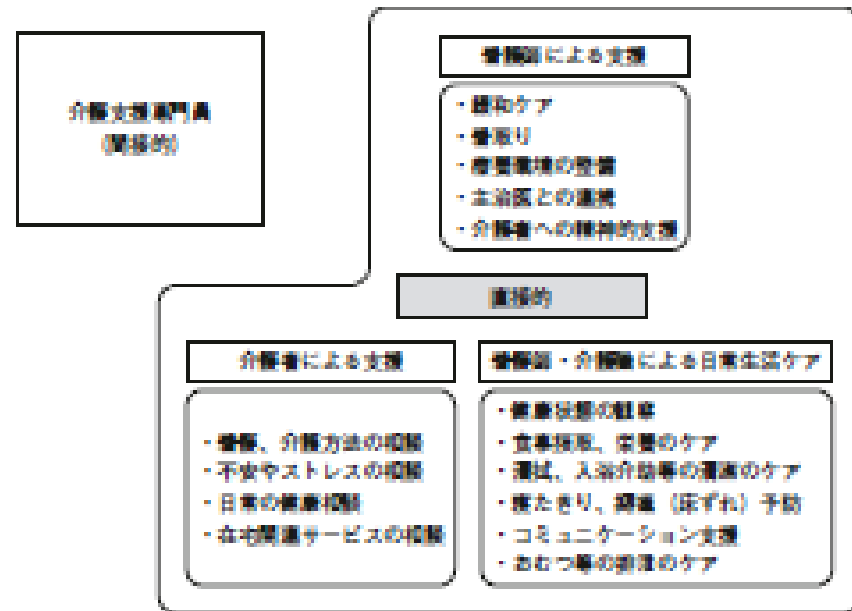 介護支援専門員
(間接的)
看護師による支援
・緩和ケア
・看取り
・療養環境の整備
・主治医との連携
・介護者への精神的支援
直接的
介護者による支援
・看護、介護方法の相談
・不安やストレスの相談
・日常の健康相談
・在宅関連サービスの相談
看護師・介護職による日常生活ケア
・健康状態の観察
・食事摂取、栄養のケア
・清拭、入浴介助等の清潔のケア
・寝たきり、褥瘡（床ずれ）予防
・コミュニケーション支援
・おむつ等の排泄のケア